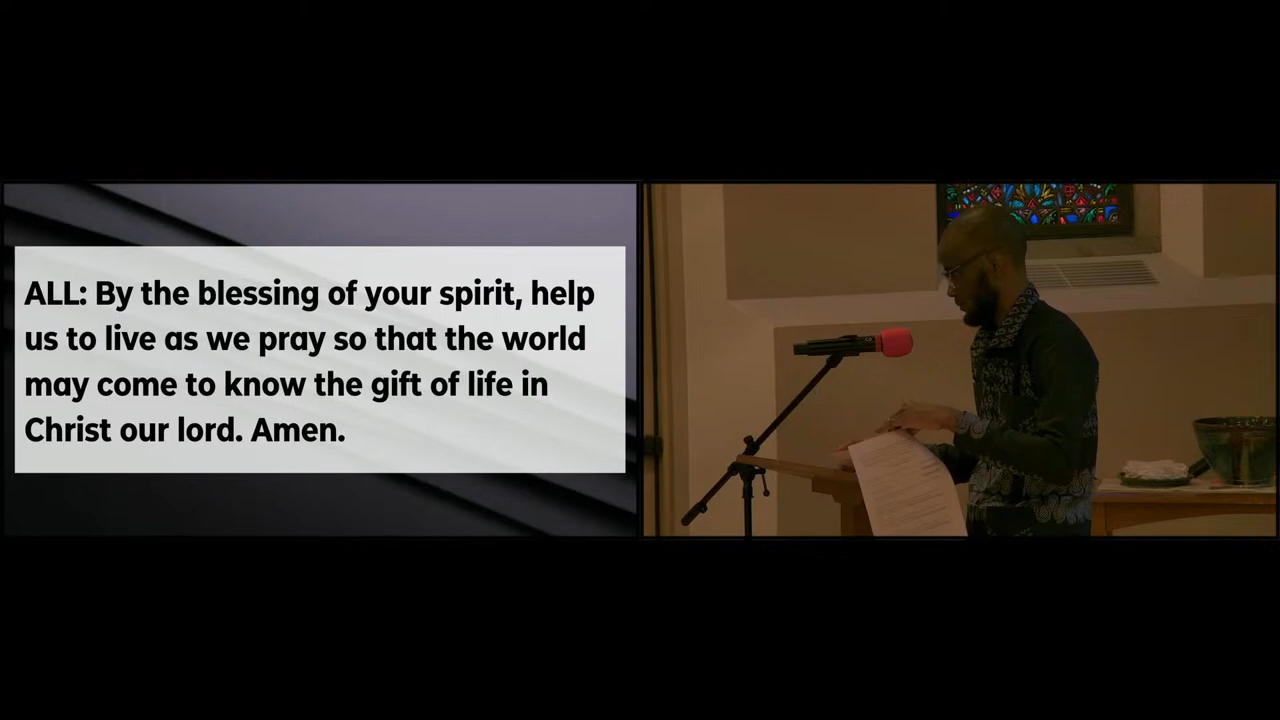 ALL: By the blessing of your spirit, help
us to live as we pray so that the world
may come to know the gift of life in
Christ our lord. Amen.